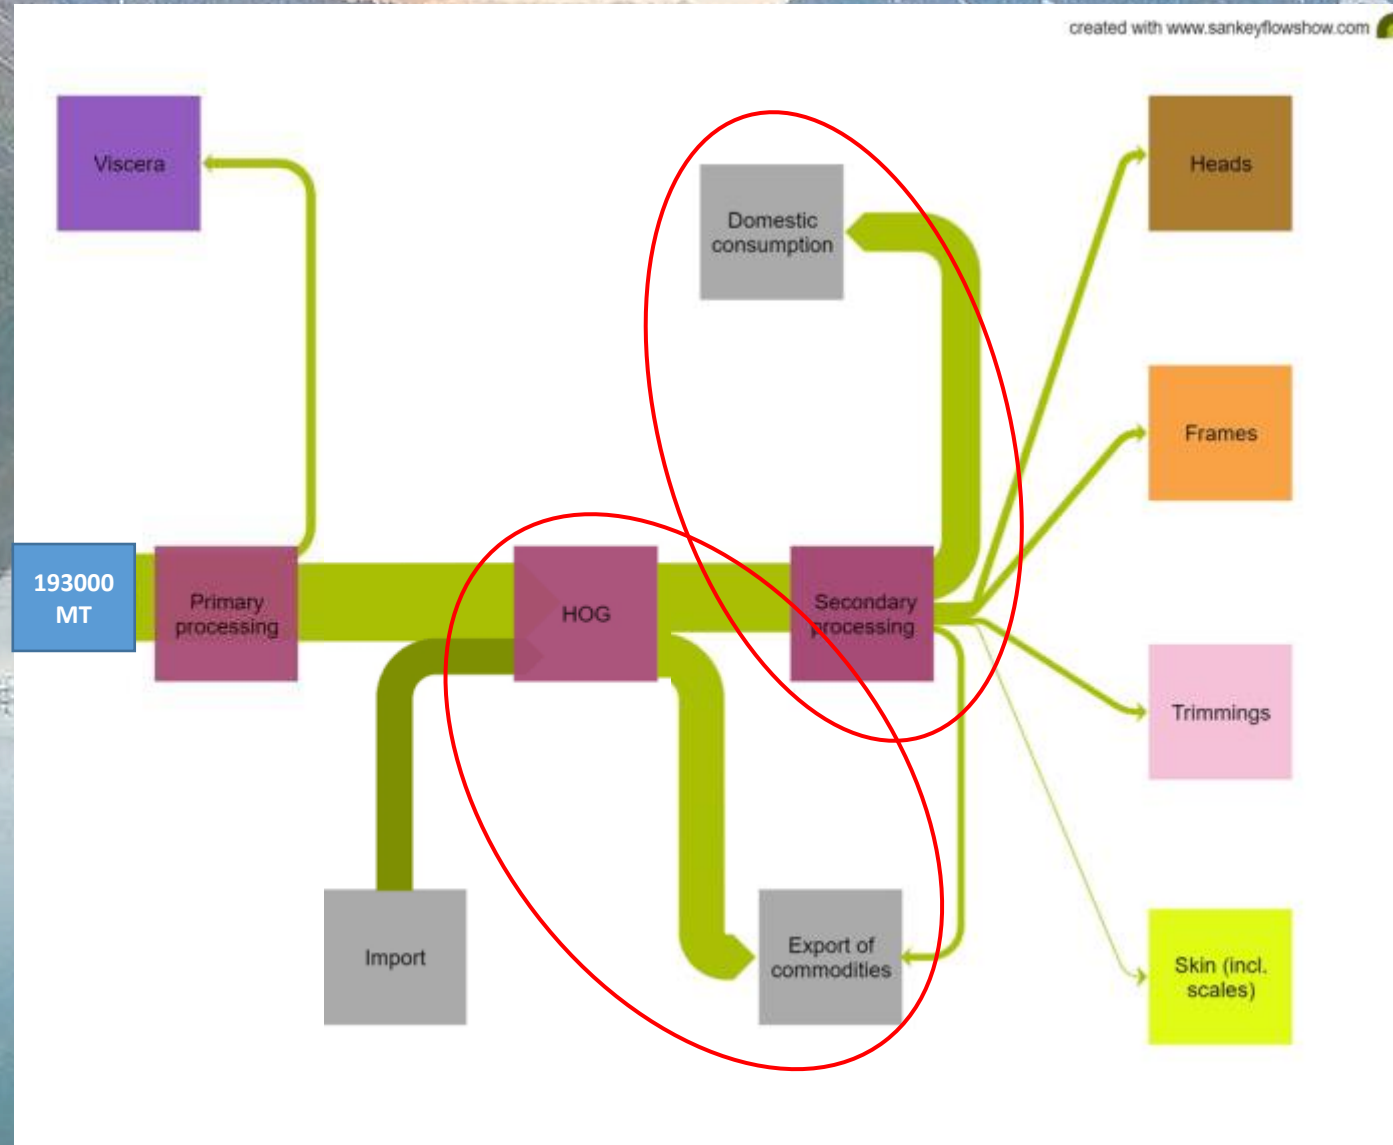 created with www.sankeyflowshow.com
Viscera
Domestic
consumption
Heads
Frames
193000
MT
Primary
processing
HOG
Secondary
processing
Trimmings
Import
Export of
commodities
Skin (incl.
scales)